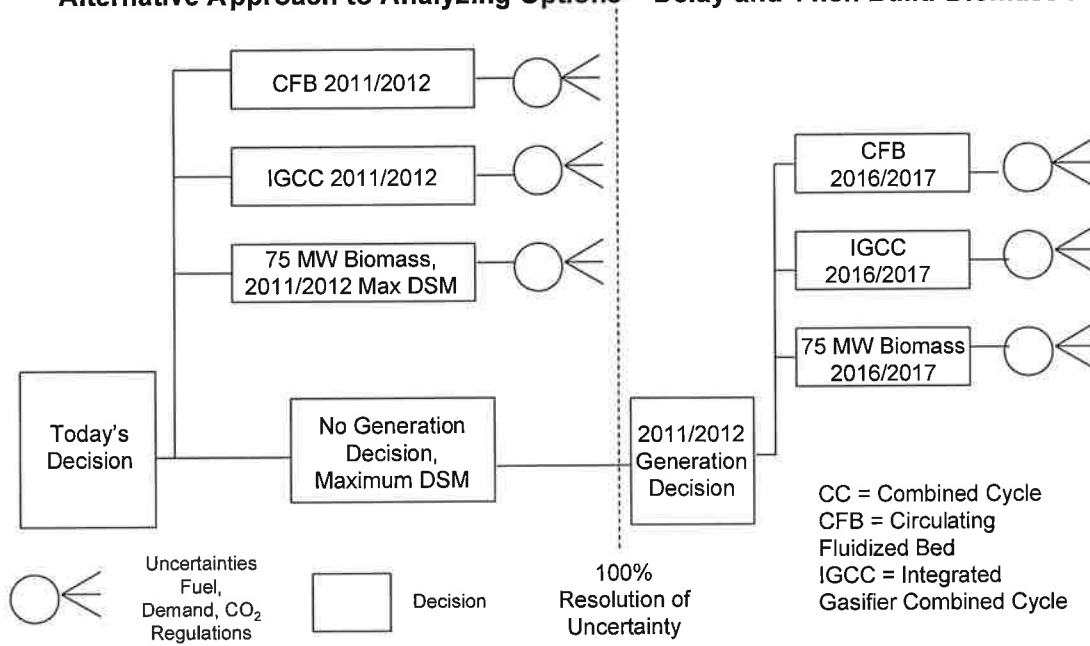 Alternative Approach to Analyzing Options – Delay and Then Build Biomass
CFB 2011/2012
IGCC 2011/2012
75 MW Biomass,
2011/2012 Max DSM
CFB
2016/2017
IGCC
2016/2017
75 MW Biomass
2016/2017
Today's
Decision
No Generation
Decision,
Maximum DSM
2011/2012
Generation
Decision
Uncertainties
Fuel,
Demand, CO₂
Regulations
Decision
100%
Resolution of
Uncertainty
CC = Combined Cycle
CFB = Circulating
Fluidized Bed
IGCC = Integrated
Gasifier Combined Cycle